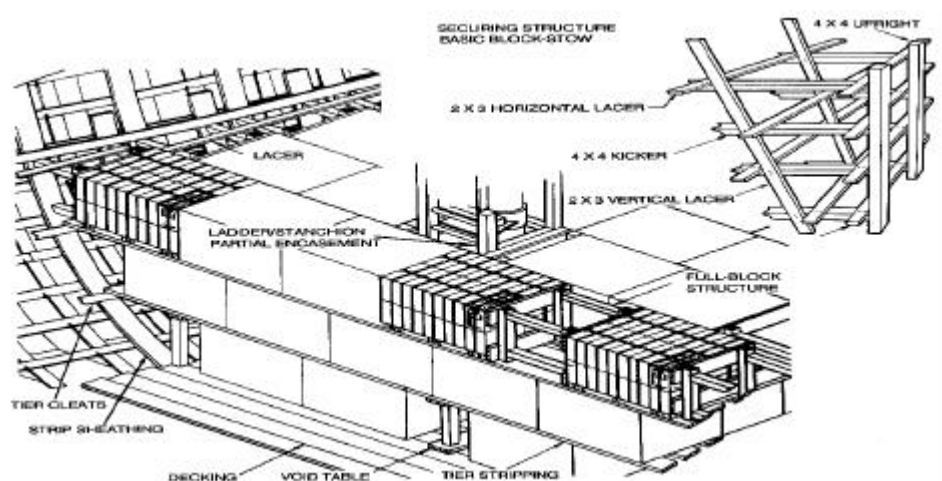 SECURING STRUCTURE
BASIC BLOCK-STOW
4 X 4 UPRIGHT
2 X 3 HORIZONTAL LACER
4 X 4 KICKER
2 X 3 VERTICAL LACER
LACER
LADDER/STANCHION
PARTIAL ENCASEMENT
FULL-BLOCK
STRUCTURE
TIER CLEATS
STRIP SHEATHING
DECKING
VOID TABLE
TIER STRIPPING